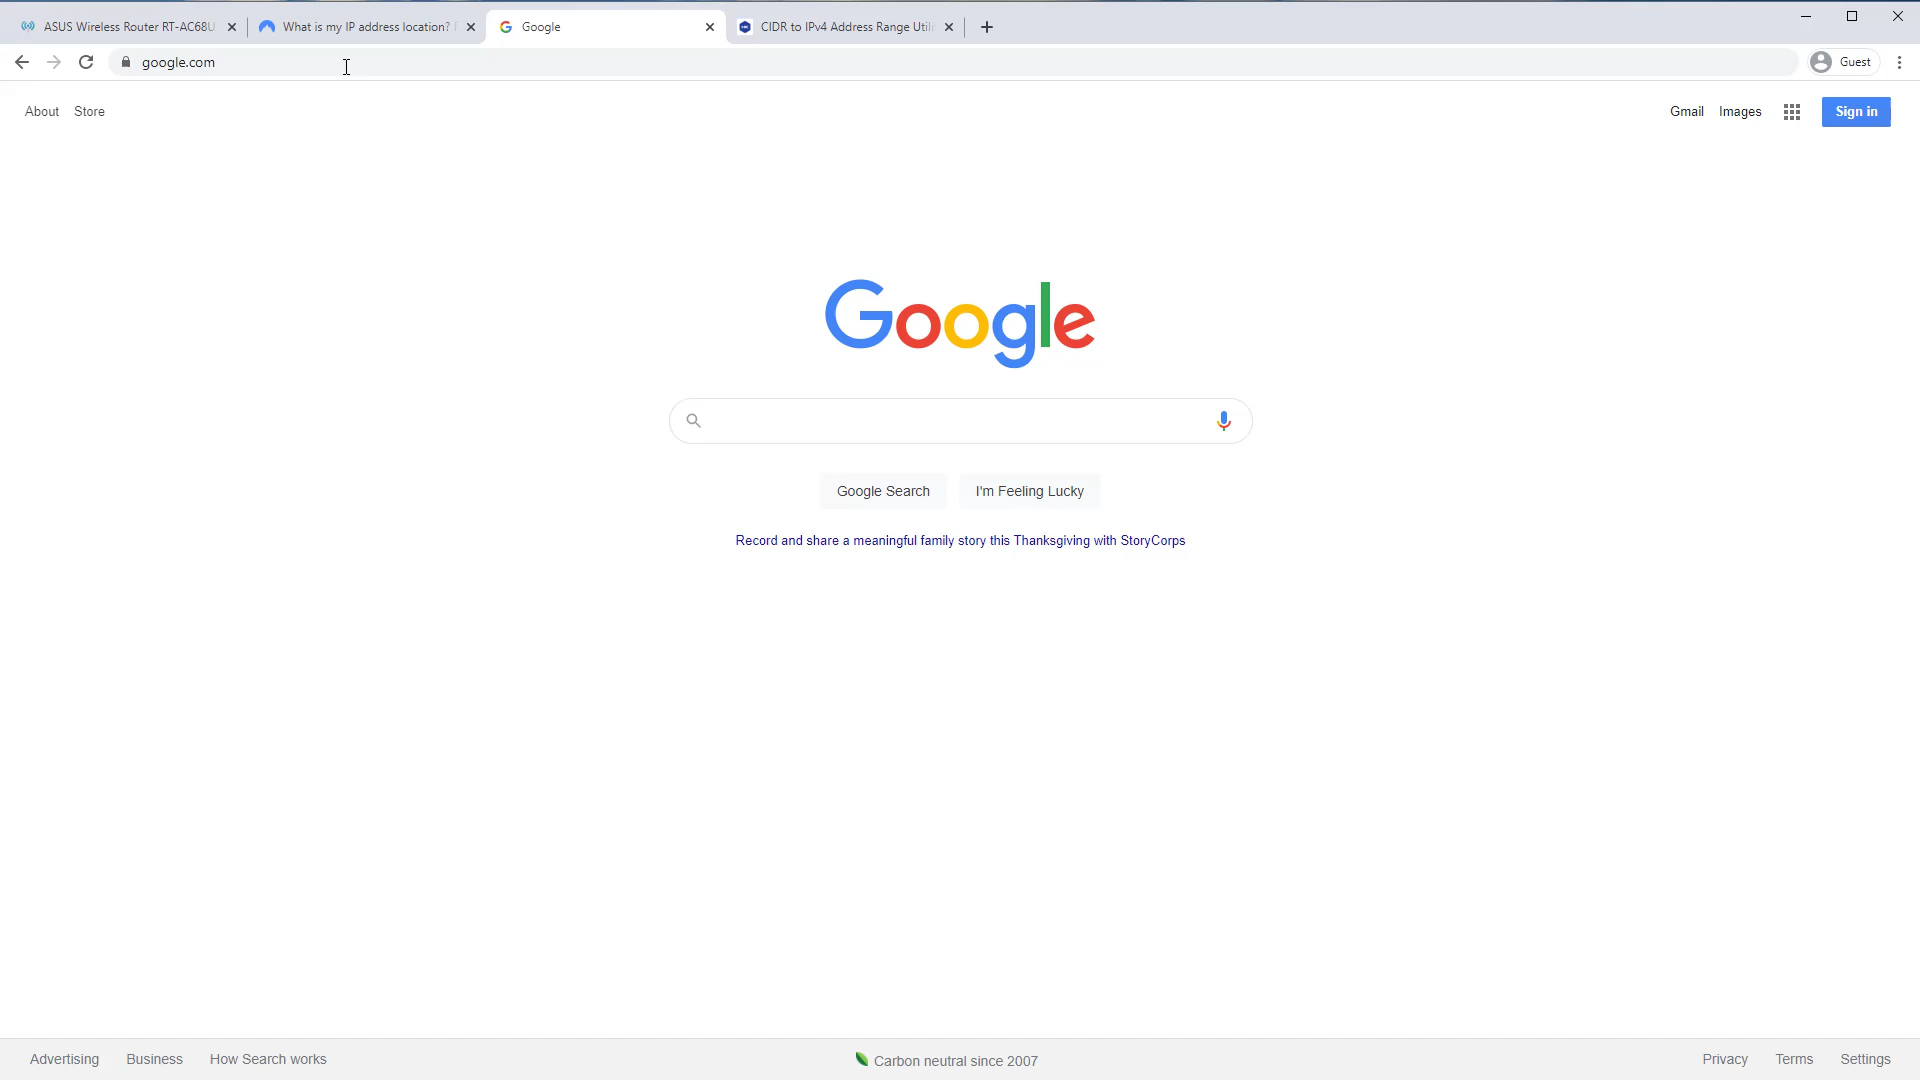 ASUS Wireless Router RT-AC68U
What is my IP address location?
Google
CIDR to IPv4 Address Range Utili
google.com
Guest
About
Store
Gmail
Images
Sign in
Google
Google Search
I'm Feeling Lucky
Record and share a meaningful family story this Thanksgiving with StoryCorps
Advertising
Business
How Search works
Carbon neutral since 2007
Privacy
Terms
Settings